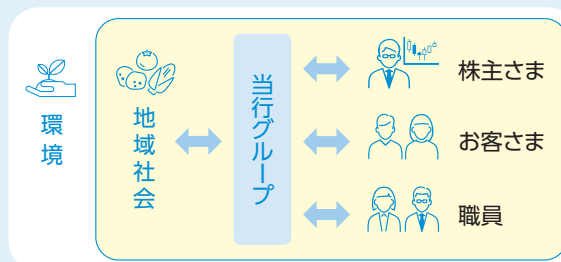 環境
地域社会
当行グループ
株主さま
お客さま
職員